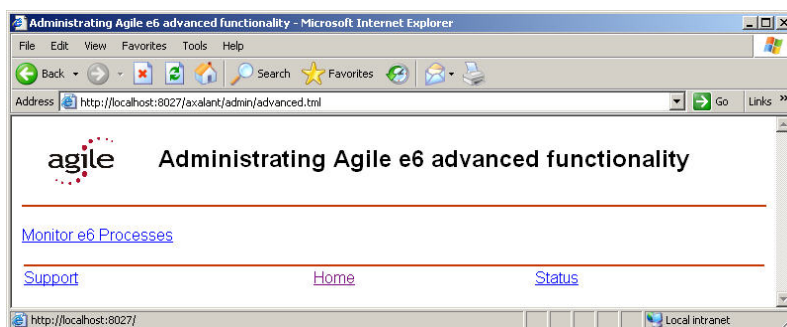 Administrating Agile e6 advanced functionality - Microsoft Internet Explorer
File Edit View Favorites Tools Help
Back Search Favorites
Address http://localhost:8027/axalant/admin/advanced.tml Go Links »
agile Administrating Agile e6 advanced functionality
Monitor e6 Processes
Support Home Status
http://localhost:8027/ Local intranet